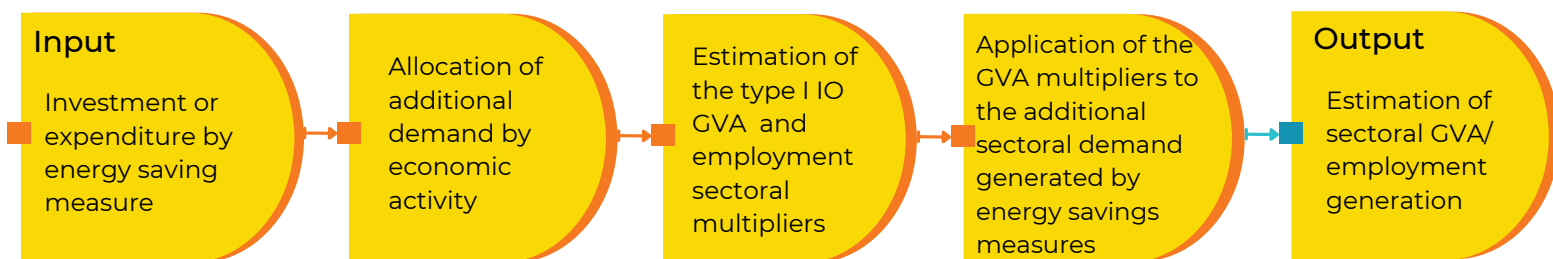 Input
Investment or
expenditure by
energy saving
measure
Allocation of
additional
demand by
economic
activity
Estimation of
the type I IO
GVA and
employment
sectoral
multipliers
Application of the
GVA multipliers to
the additional
sectoral demand
generated by
energy savings
measures
Output
Estimation of
sectoral GVA/
employment
generation